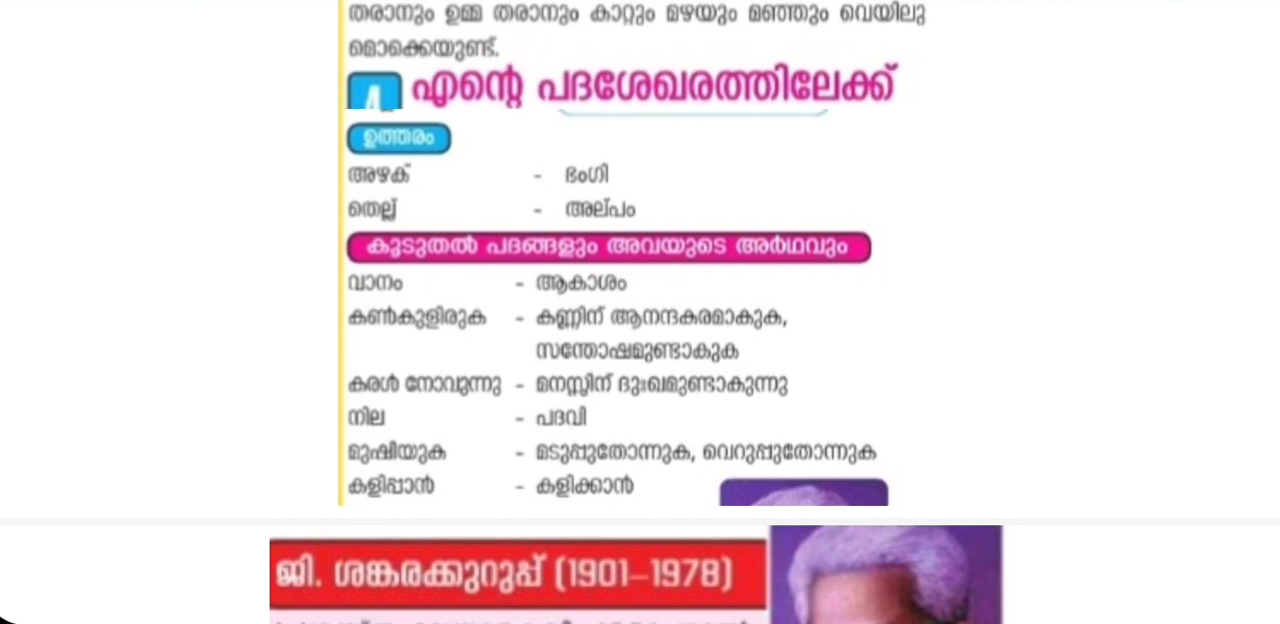 തരാനും ഉമ്മ തരാനും കാറ്റും മഴയും മഞ്ഞും വെയിലു
മൊക്കെയുണ്ട്.
4 എന്റെ പദശേഖരത്തിലേക്ക്
ഉത്തരം
അഴക് - ഭംഗി
തെല്ല് - അല്പം
കൂടുതൽ പദങ്ങളും അവയുടെ അർഥവും
വാനം - ആകാശം
കൺകുളിരുക - കണ്ണിന് ആനന്ദകരമാകുക,
സന്തോഷമുണ്ടാകുക
കരൾ നോവുന്നു - മനസ്സിന് ദുഃഖമുണ്ടാകുന്നു
നില - പദവി
മുഷിയുക - മടുപ്പുതോന്നുക, വെറുപ്പുതോന്നുക
കളിപ്പാൻ - കളിക്കാൻ
ജി. ശങ്കരക്കുറുപ്പ് (1901–1978)